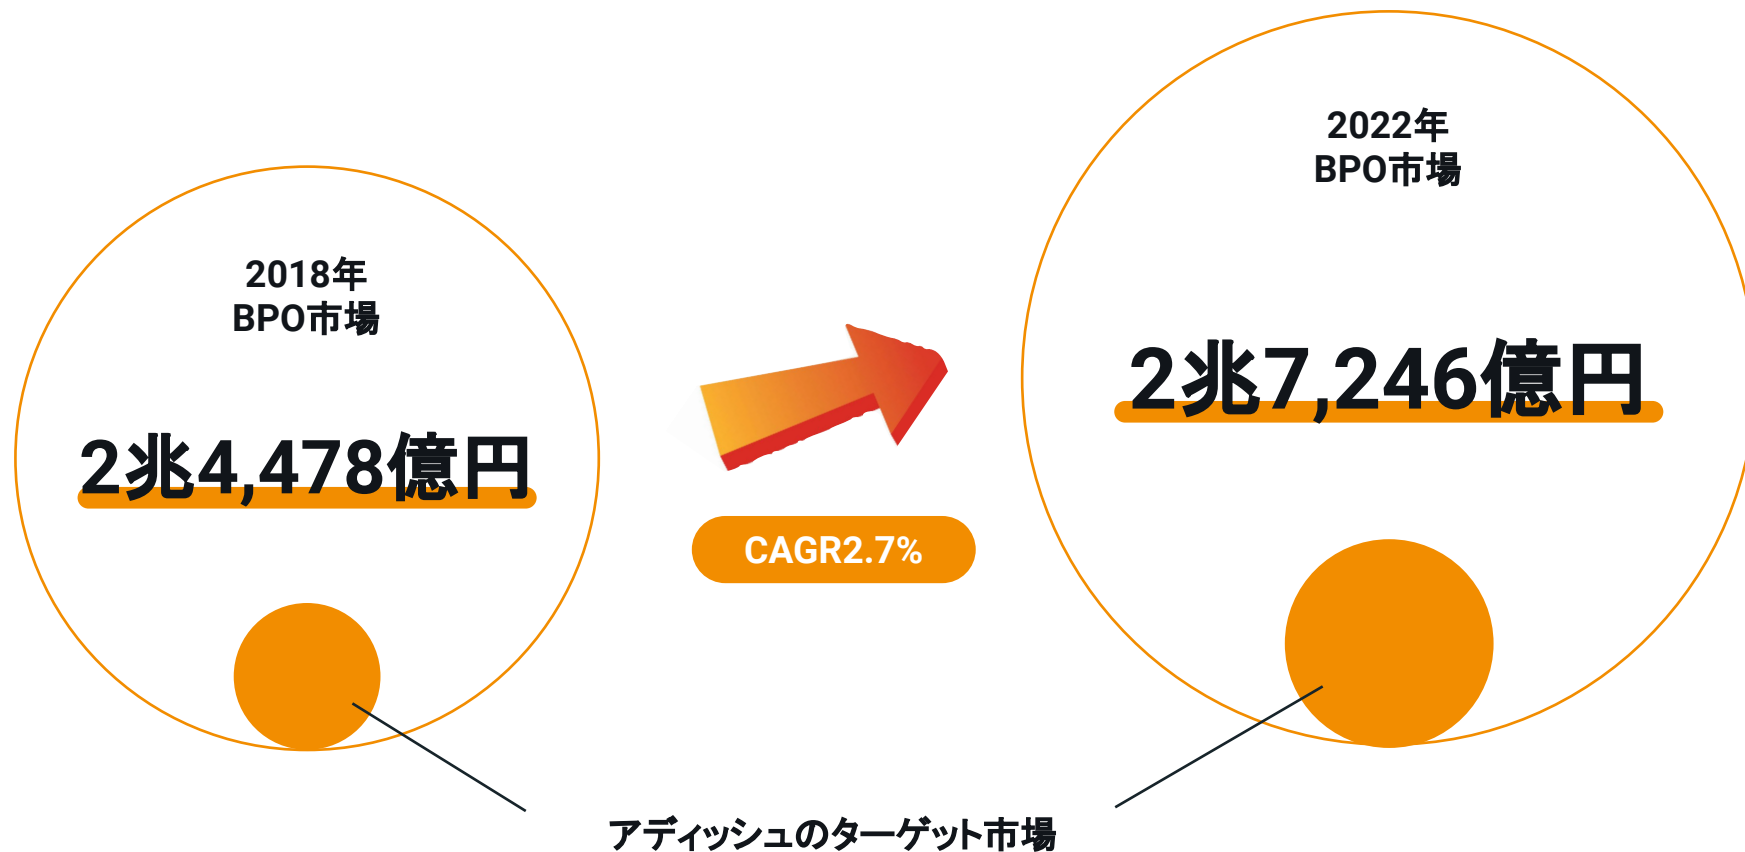 2018年
BPO市場
2兆4,478億円
CAGR2.7%
2022年
BPO市場
2兆7,246億円
アディッシュのターゲット市場